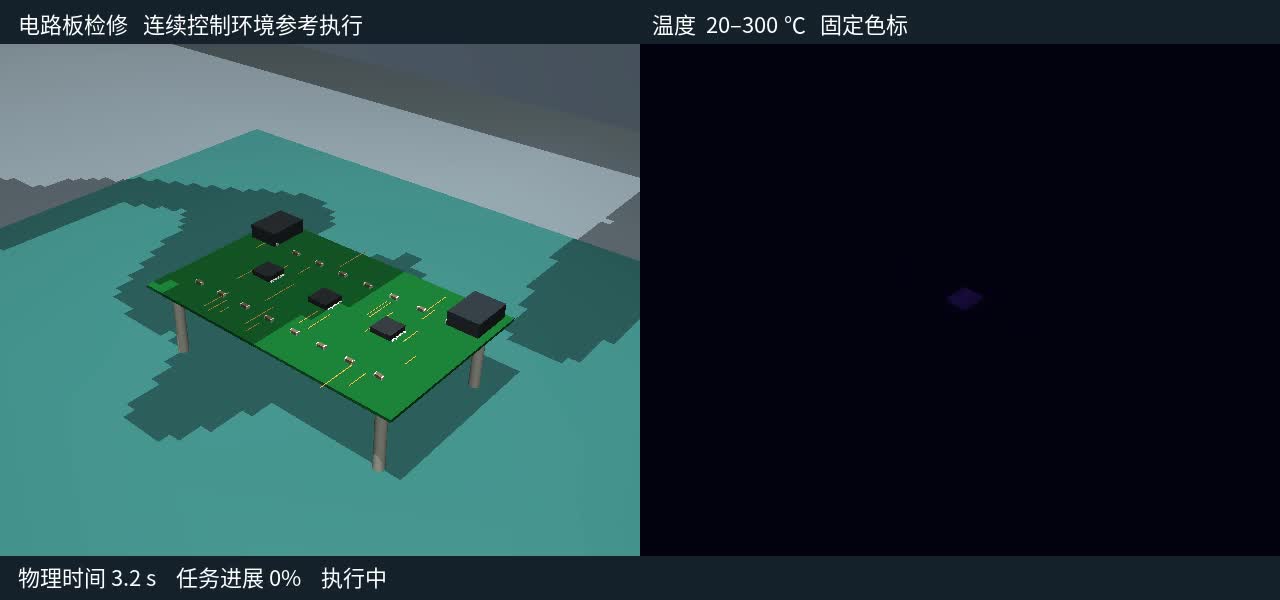 电路板检修 连续控制环境参考执行
温度 20–300 ℃ 固定色标
物理时间 3.2 s 任务进展 0% 执行中